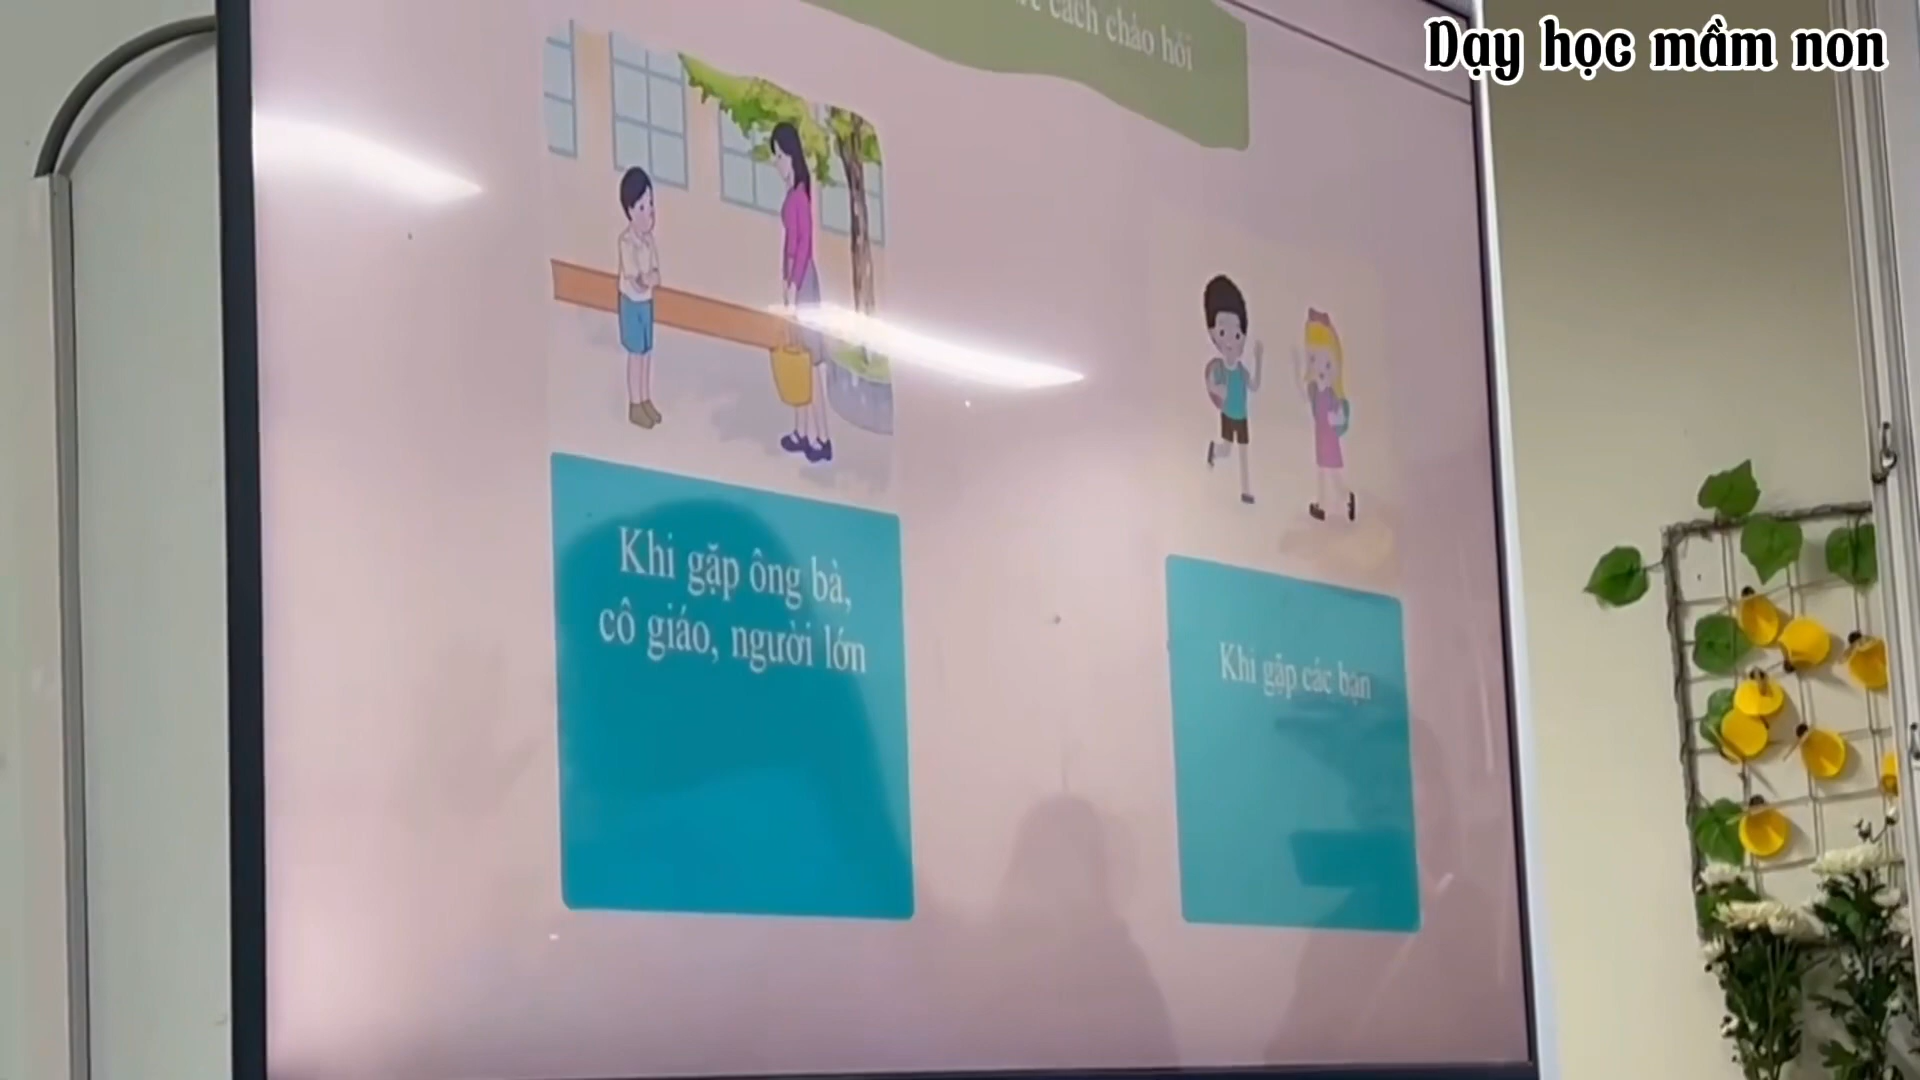 Dạy học mầm non
cách chào hỏi
Khi gặp ông bà,
cô giáo, người lớn
Khi gặp các bạn